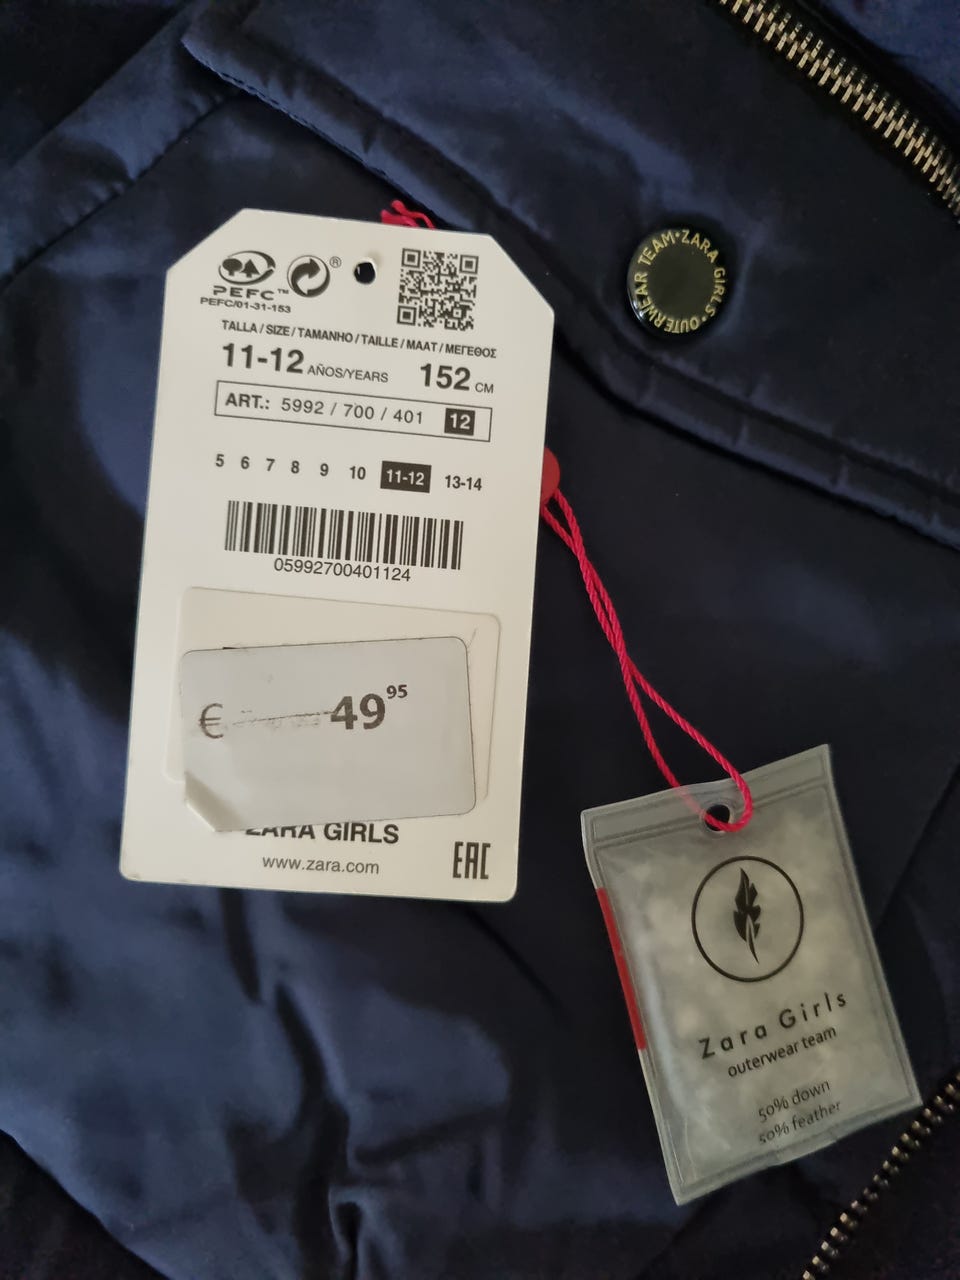 PEFC™
PEFC/01-31-153
®
TALLA / SIZE / TAMANHO / TAILLE / MAAT / ΜΕΓΕΘΟΣ
11-12 AÑOS/YEARS 152 CM
ART.: 5992 / 700 / 401 12
5 6 7 8 9 10 11-12 13-14
05992700401124
€ 49 95
ZARA GIRLS
www.zara.com
EAC
OUTERWEAR TEAM•ZARA GIRLS•
Zara Girls
outerwear team
50% down
50% feather